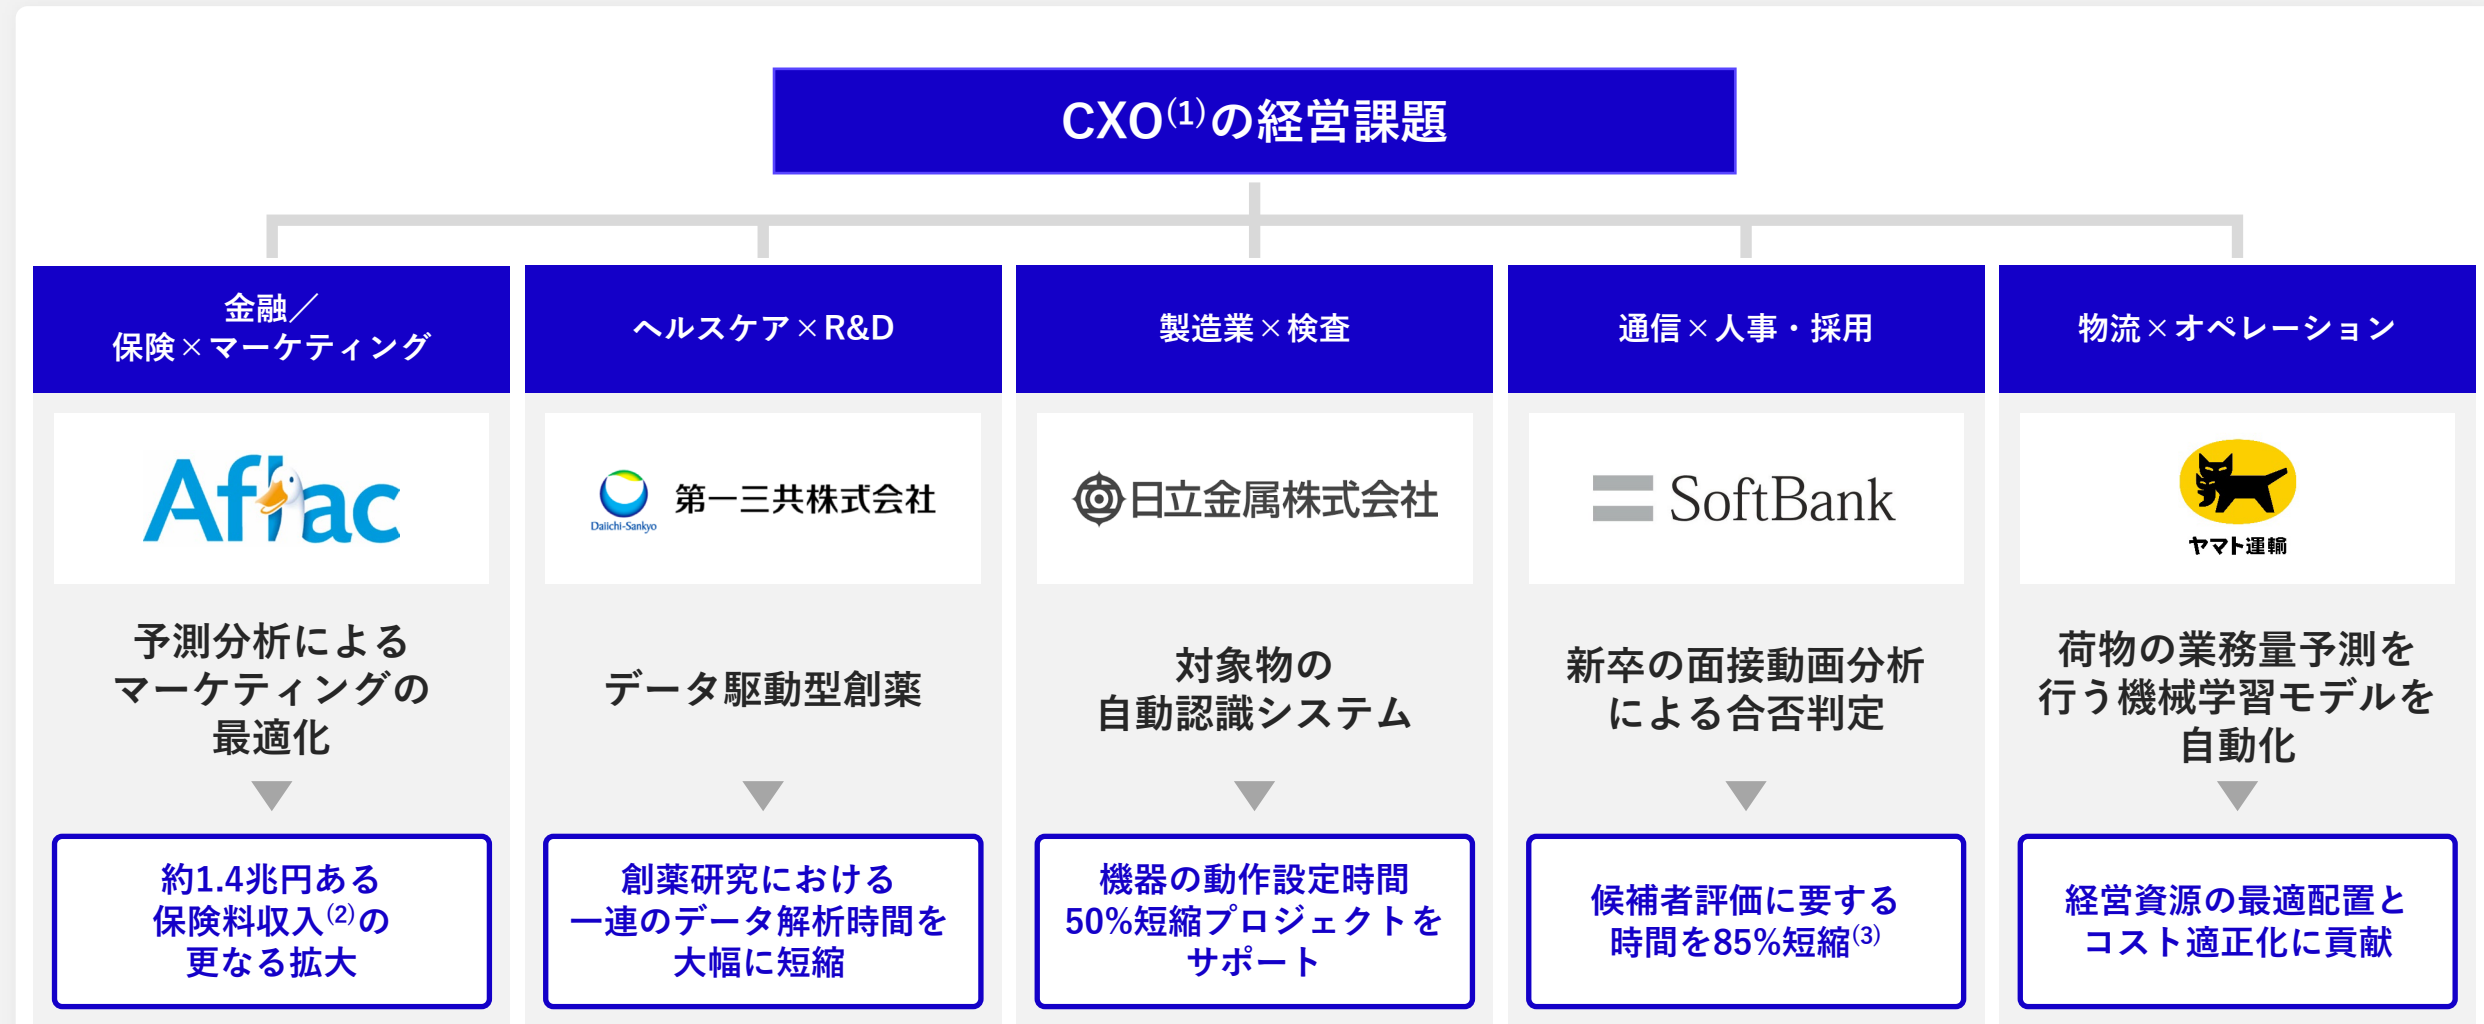 CXO(1)の経営課題
金融／
保険×マーケティング
Aflac
予測分析による
マーケティングの
最適化
約1.4兆円ある
保険料収入(2)の
更なる拡大
ヘルスケア×R&D
Daiichi-Sankyo
第一三共株式会社
データ駆動型創薬
創薬研究における
一連のデータ解析時間を
大幅に短縮
製造業×検査
日立金属株式会社
対象物の
自動認識システム
機器の動作設定時間
50%短縮プロジェクトを
サポート
通信×人事・採用
SoftBank
新卒の面接動画分析
による合否判定
候補者評価に要する
時間を85%短縮(3)
物流×オペレーション
ヤマト運輸
荷物の業務量予測を
行う機械学習モデルを
自動化
経営資源の最適配置と
コスト適正化に貢献